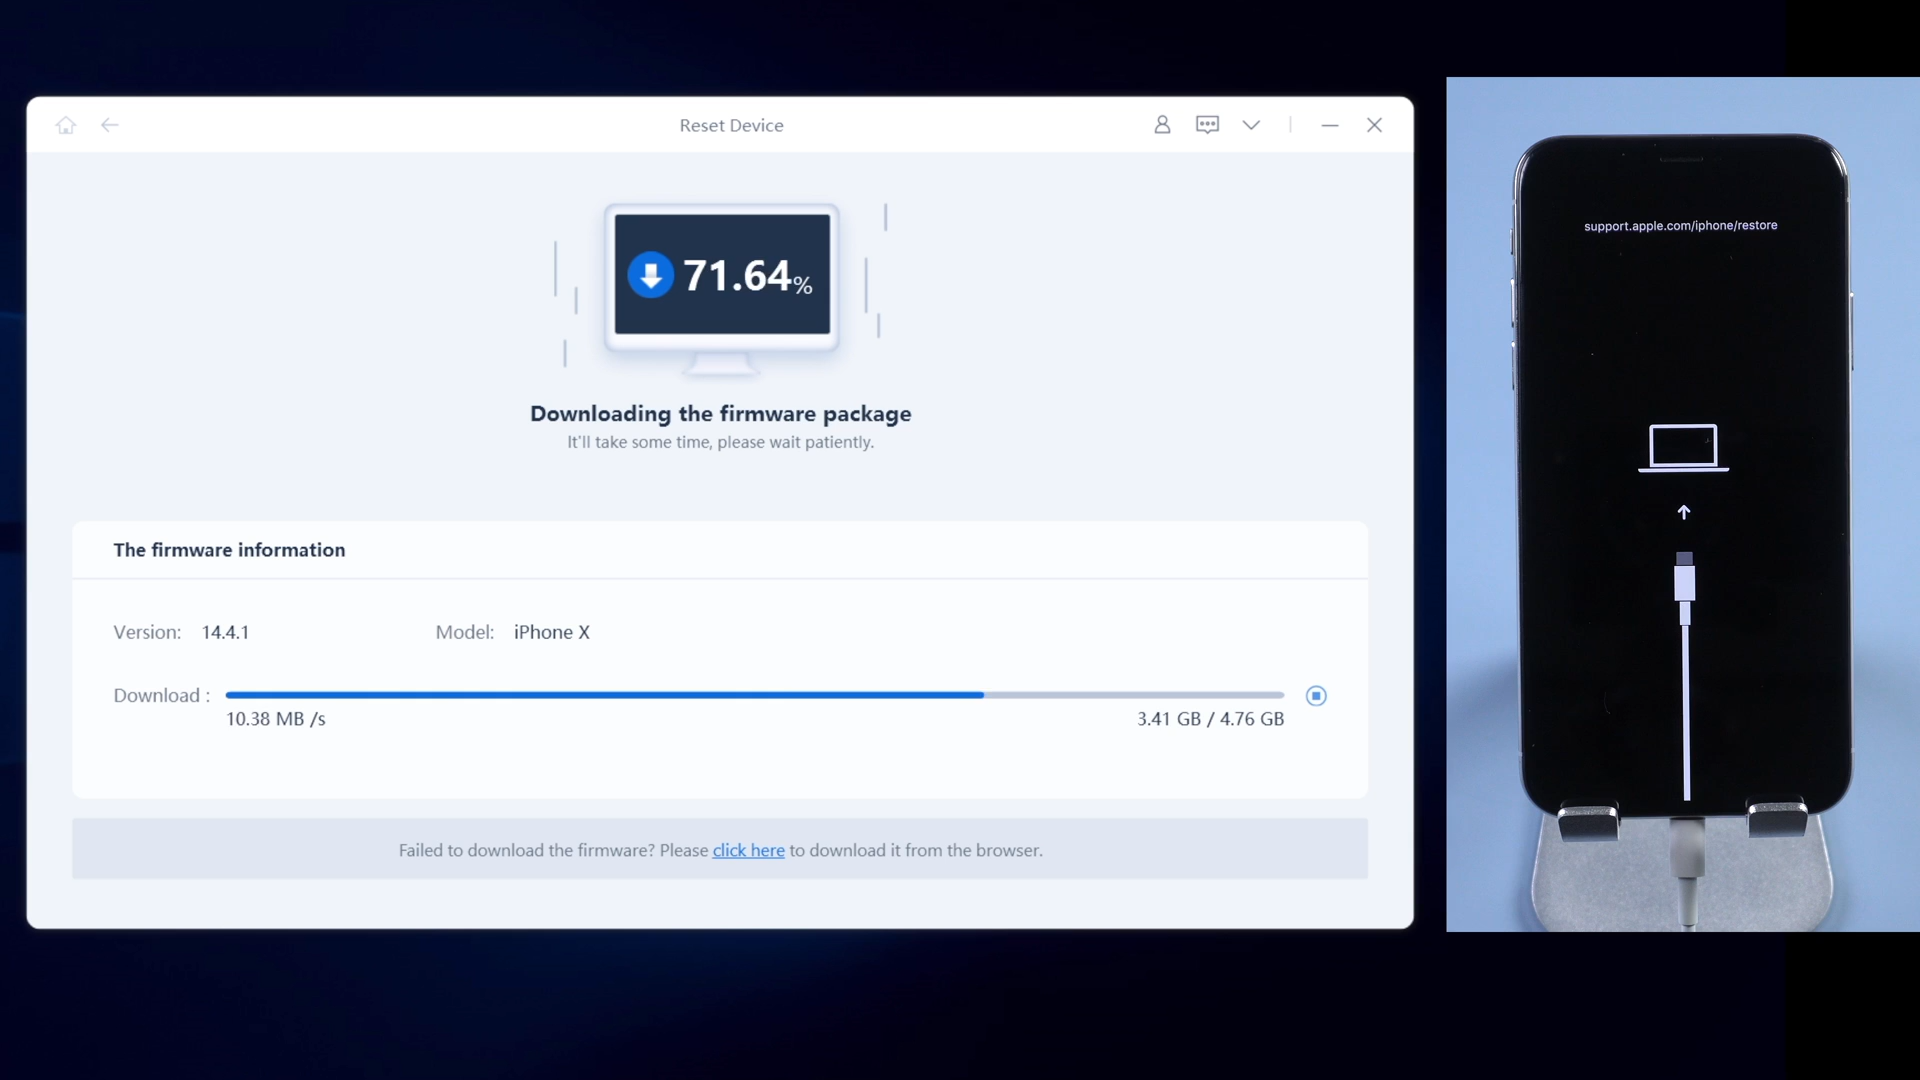 Reset Device
71.64%
Downloading the firmware package
It'll take some time, please wait patiently.
The firmware information
Version: 14.4.1 Model: iPhone X
Download :
10.38 MB /s 3.41 GB / 4.76 GB
Failed to download the firmware? Please click here to download it from the browser.
support.apple.com/iphone/restore